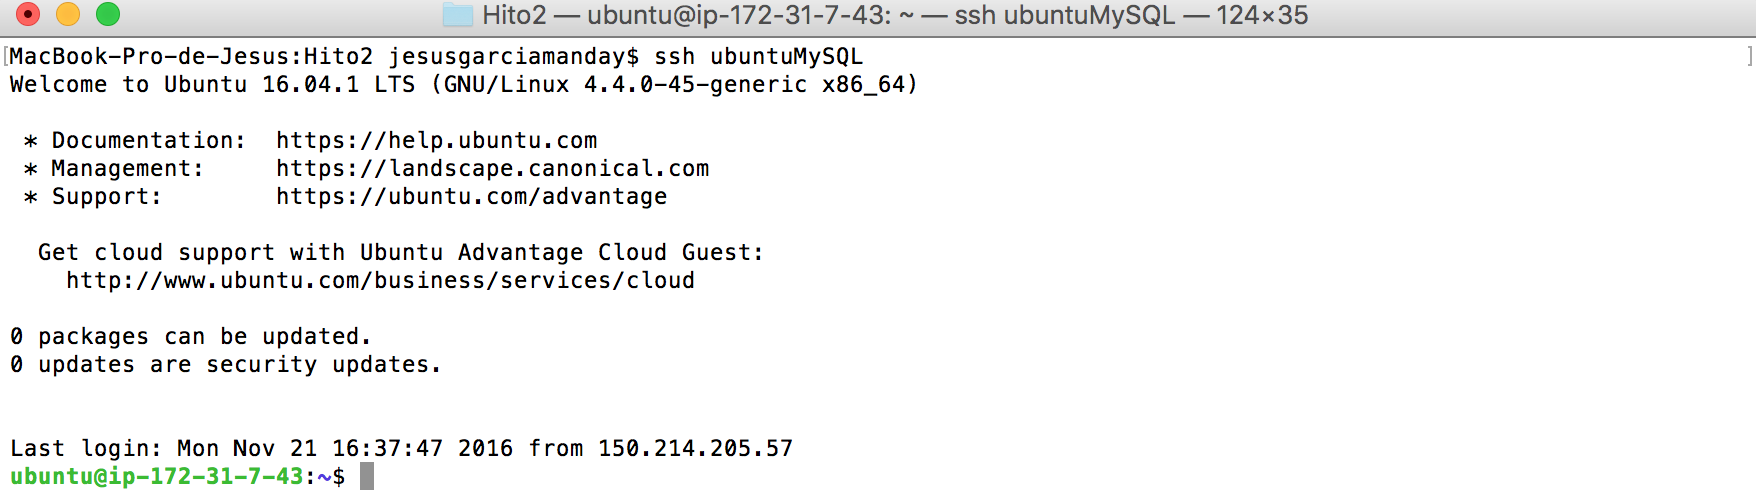 Hito2 — ubuntu@ip-172-31-7-43: ~ — ssh ubuntuMySQL — 124×35
[MacBook-Pro-de-Jesus:Hito2 jesusgarciamanday$ ssh ubuntuMySQL ]
Welcome to Ubuntu 16.04.1 LTS (GNU/Linux 4.4.0-45-generic x86_64)
* Documentation:  https://help.ubuntu.com
* Management:     https://landscape.canonical.com
* Support:        https://ubuntu.com/advantage
Get cloud support with Ubuntu Advantage Cloud Guest:
http://www.ubuntu.com/business/services/cloud
0 packages can be updated.
0 updates are security updates.
Last login: Mon Nov 21 16:37:47 2016 from 150.214.205.57
ubuntu@ip-172-31-7-43:~$